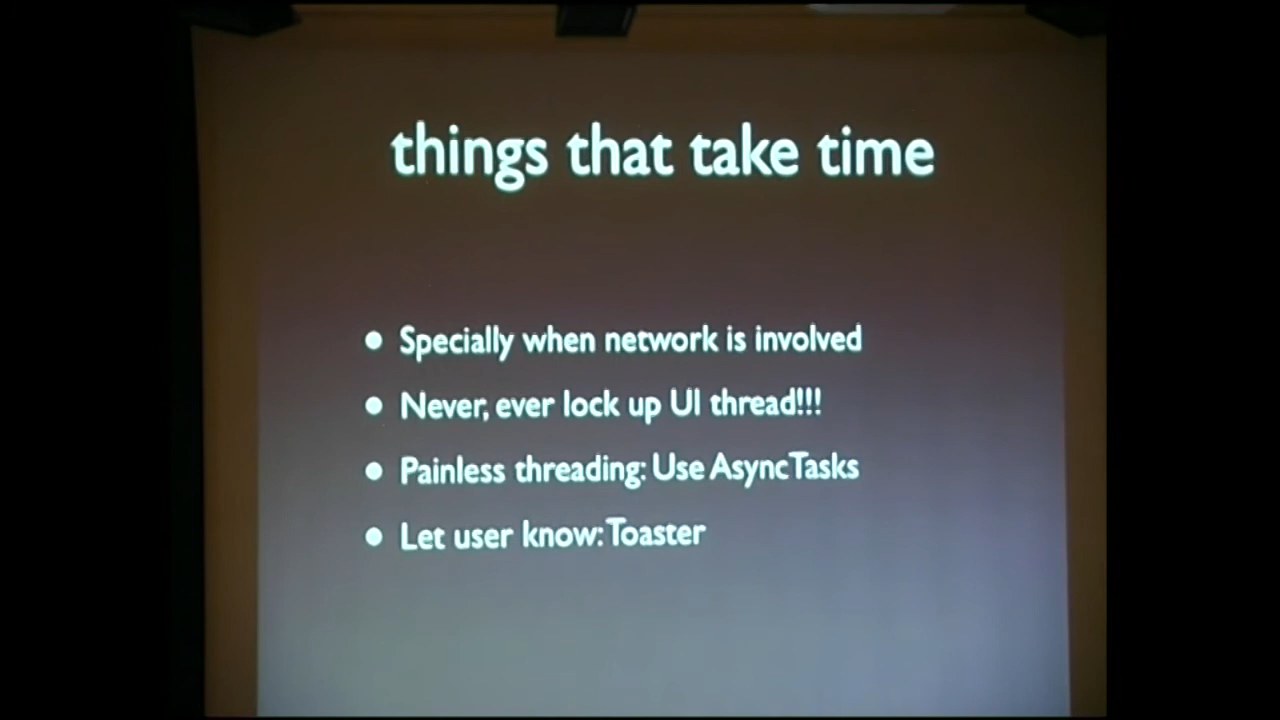 things that take time
Specially when network is involved
Never, ever lock up UI thread!!!
Painless threading: Use AsyncTasks
Let user know: Toaster